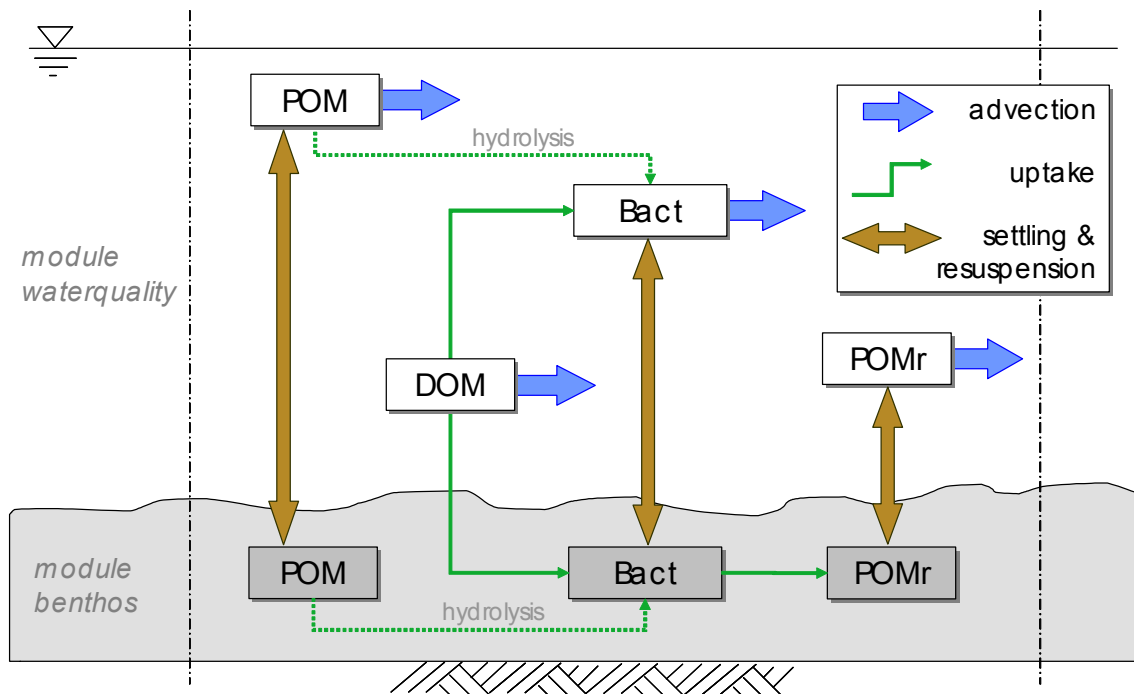 POM
advection
hydrolysis
uptake
Bact
settling &
resuspension
module
waterquality
POMr
DOM
module
benthos
POM
Bact
POMr
hydrolysis